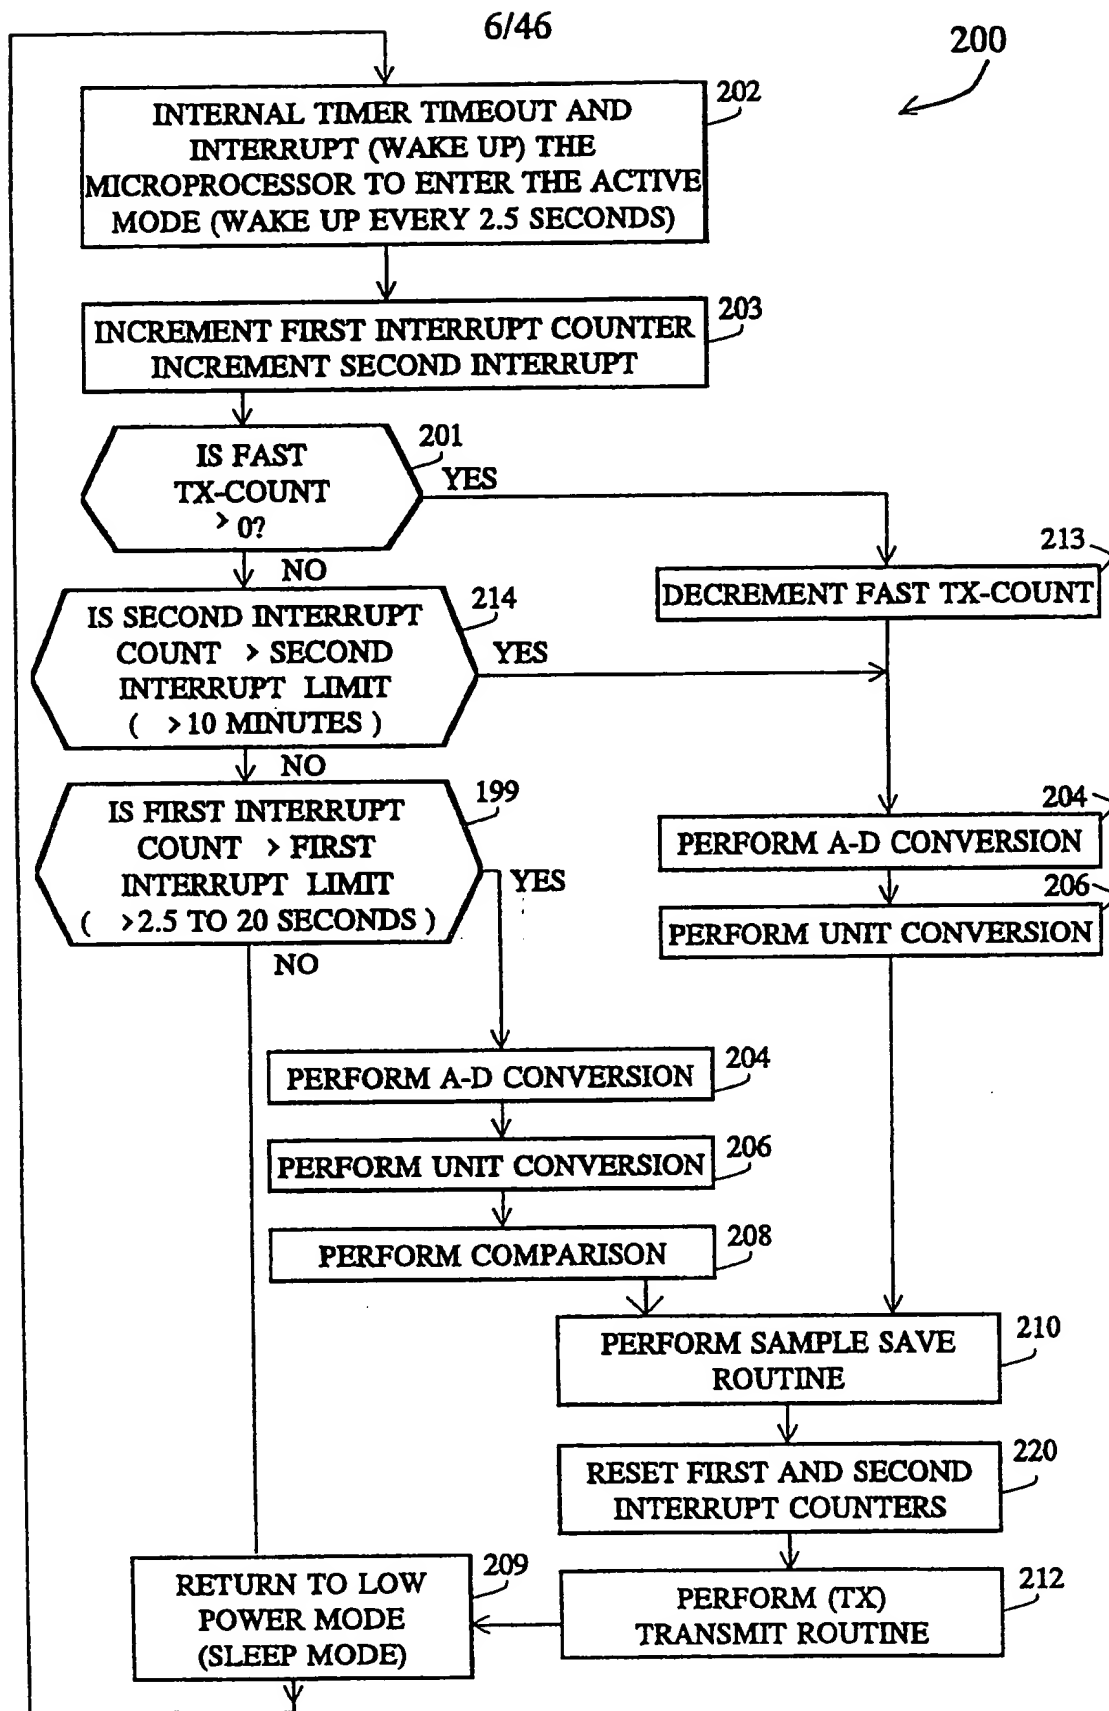 6/46
200
202
INTERNAL TIMER TIMEOUT AND
INTERRUPT (WAKE UP) THE
MICROPROCESSOR TO ENTER THE ACTIVE
MODE (WAKE UP EVERY 2.5 SECONDS)
203
INCREMENT FIRST INTERRUPT COUNTER
INCREMENT SECOND INTERRUPT
201
IS FAST
TX-COUNT
> 0?
YES
NO
213
DECREMENT FAST TX-COUNT
214
IS SECOND INTERRUPT
COUNT > SECOND
INTERRUPT LIMIT
( >10 MINUTES )
YES
NO
199
IS FIRST INTERRUPT
COUNT > FIRST
INTERRUPT LIMIT
( >2.5 TO 20 SECONDS )
YES
NO
204
PERFORM A-D CONVERSION
206
PERFORM UNIT CONVERSION
204
PERFORM A-D CONVERSION
206
PERFORM UNIT CONVERSION
208
PERFORM COMPARISON
210
PERFORM SAMPLE SAVE
ROUTINE
220
RESET FIRST AND SECOND
INTERRUPT COUNTERS
209
RETURN TO LOW
POWER MODE
(SLEEP MODE)
212
PERFORM (TX)
TRANSMIT ROUTINE